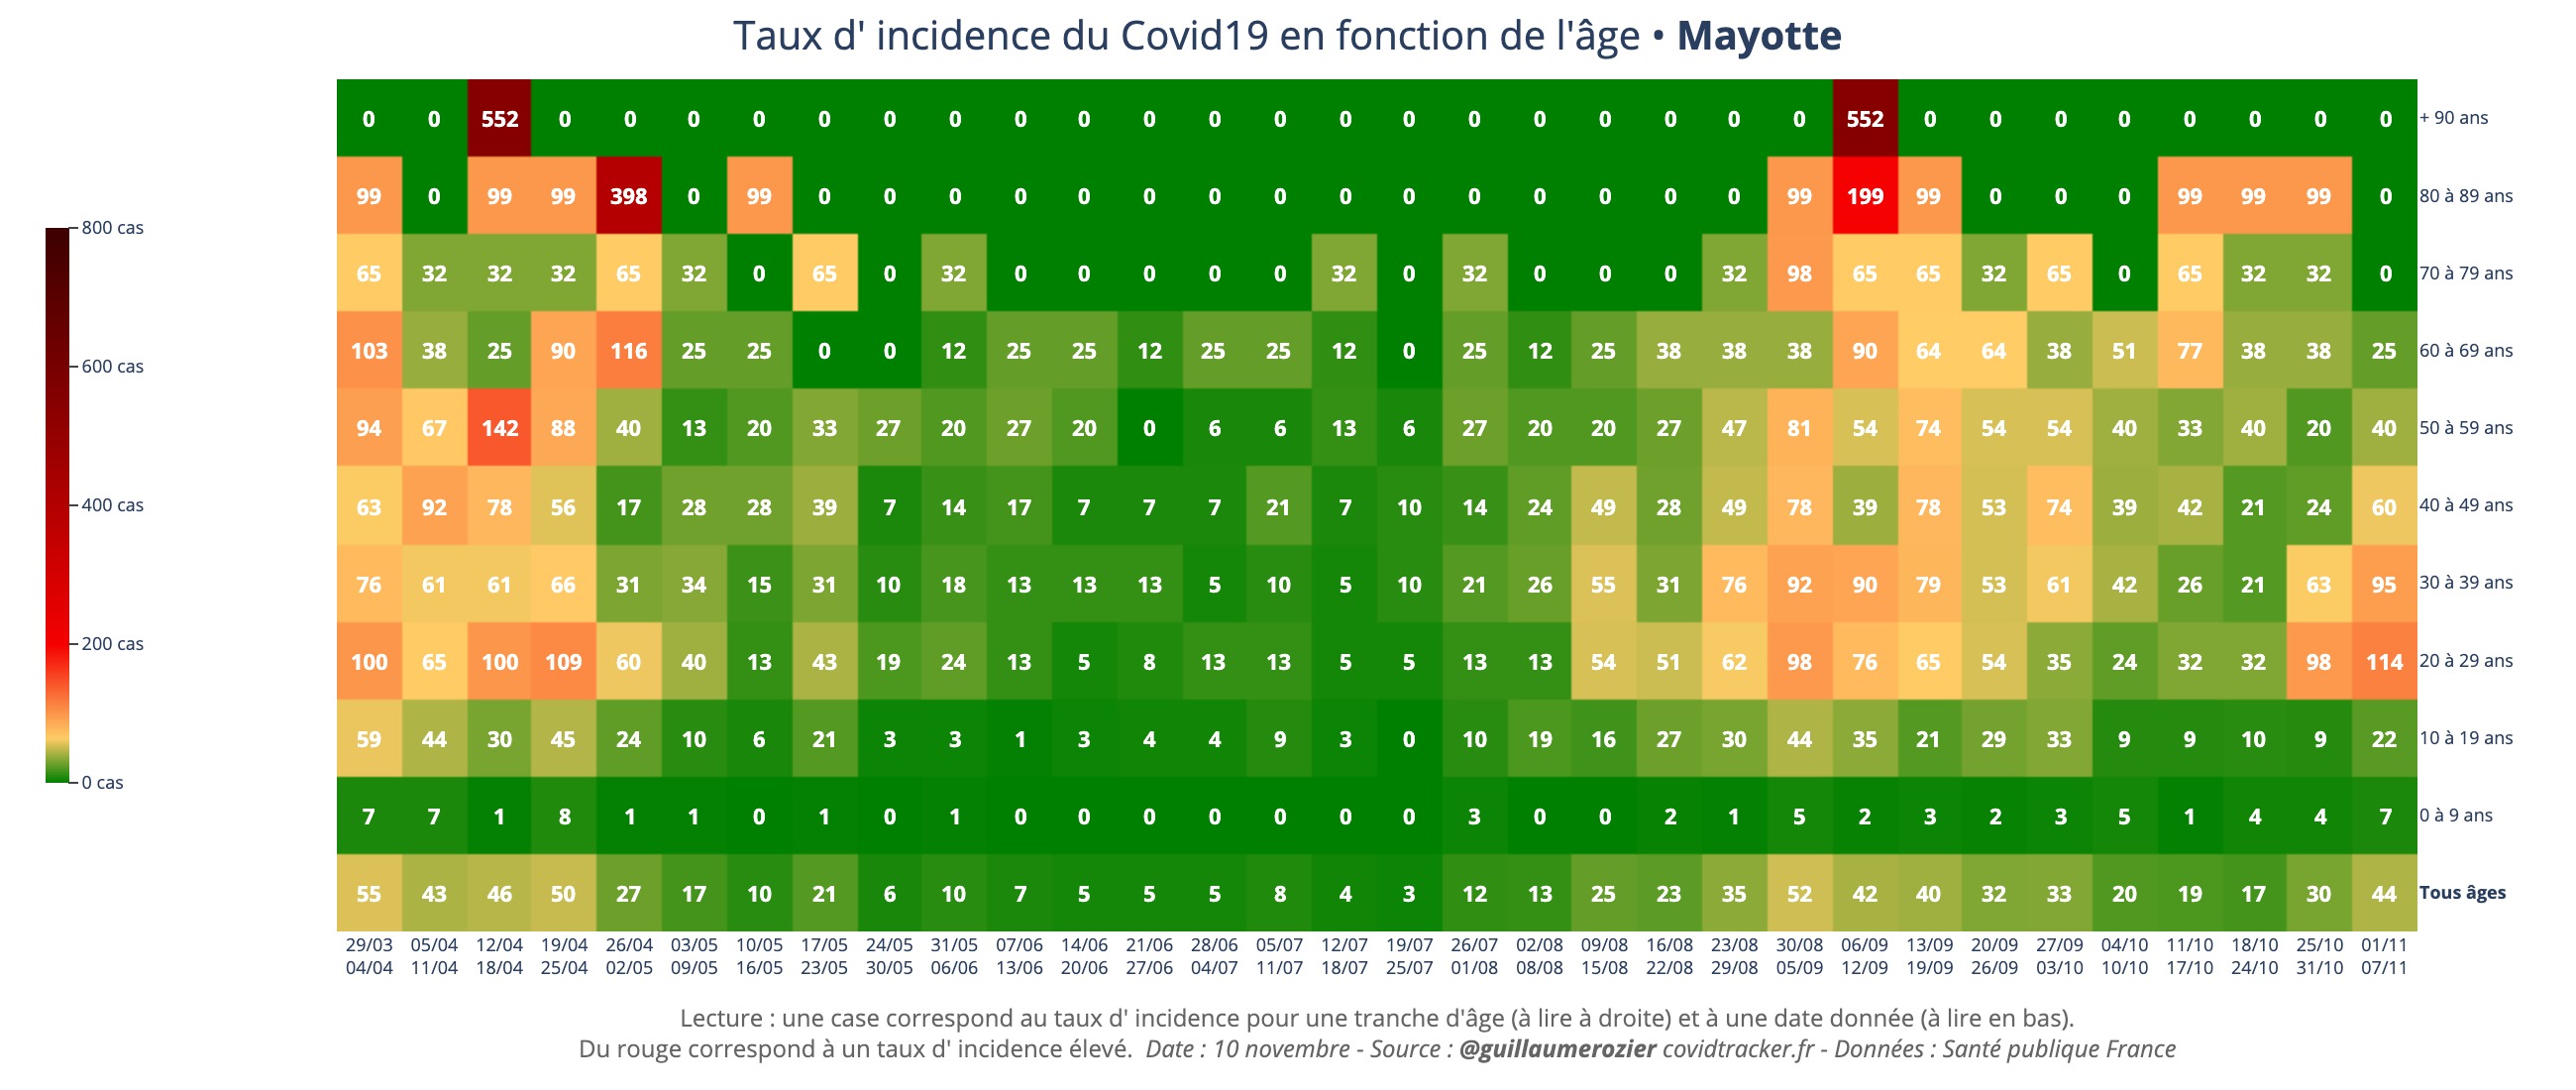 Taux d' incidence du Covid19 en fonction de l'âge • Mayotte
800 cas
600 cas
400 cas
200 cas
0 cas
0 0 552 0 0 0 0 0 0 0 0 0 0 0 0 0 0 0 0 0 0 0 0 552 0 0 0 0 0 0 0 0 + 90 ans
99 0 99 99 398 0 99 0 0 0 0 0 0 0 0 0 0 0 0 0 0 0 99 199 99 0 0 0 99 99 99 0 80 à 89 ans
65 32 32 32 65 32 0 65 0 32 0 0 0 0 0 32 0 32 0 0 0 32 98 65 65 32 65 0 65 32 32 0 70 à 79 ans
103 38 25 90 116 25 25 0 0 12 25 25 12 25 25 12 0 25 12 25 38 38 38 90 64 64 38 51 77 38 38 25 60 à 69 ans
94 67 142 88 40 13 20 33 27 20 27 20 0 6 6 13 6 27 20 20 27 47 81 54 74 54 54 40 33 40 20 40 50 à 59 ans
63 92 78 56 17 28 28 39 7 14 17 7 7 7 21 7 10 14 24 49 28 49 78 39 78 53 74 39 42 21 24 60 40 à 49 ans
76 61 61 66 31 34 15 31 10 18 13 13 13 5 10 5 10 21 26 55 31 76 92 90 79 53 61 42 26 21 63 95 30 à 39 ans
100 65 100 109 60 40 13 43 19 24 13 5 8 13 13 5 5 13 13 54 51 62 98 76 65 54 35 24 32 32 98 114 20 à 29 ans
59 44 30 45 24 10 6 21 3 3 1 3 4 4 9 3 0 10 19 16 27 30 44 35 21 29 33 9 9 10 9 22 10 à 19 ans
7 7 1 8 1 1 0 1 0 1 0 0 0 0 0 0 0 3 0 0 2 1 5 2 3 2 3 5 1 4 4 7 0 à 9 ans
55 43 46 50 27 17 10 21 6 10 7 5 5 5 8 4 3 12 13 25 23 35 52 42 40 32 33 20 19 17 30 44 Tous âges
29/03 05/04 12/04 19/04 26/04 03/05 10/05 17/05 24/05 31/05 07/06 14/06 21/06 28/06 05/07 12/07 19/07 26/07 02/08 09/08 16/08 23/08 30/08 06/09 13/09 20/09 27/09 04/10 11/10 18/10 25/10 01/11
04/04 11/04 18/04 25/04 02/05 09/05 16/05 23/05 30/05 06/06 13/06 20/06 27/06 04/07 11/07 18/07 25/07 01/08 08/08 15/08 22/08 29/08 05/09 12/09 19/09 26/09 03/10 10/10 17/10 24/10 31/10 07/11
Lecture : une case correspond au taux d' incidence pour une tranche d'âge (à lire à droite) et à une date donnée (à lire en bas).
Du rouge correspond à un taux d' incidence élevé. Date : 10 novembre - Source : @guillaumerozier covidtracker.fr - Données : Santé publique France